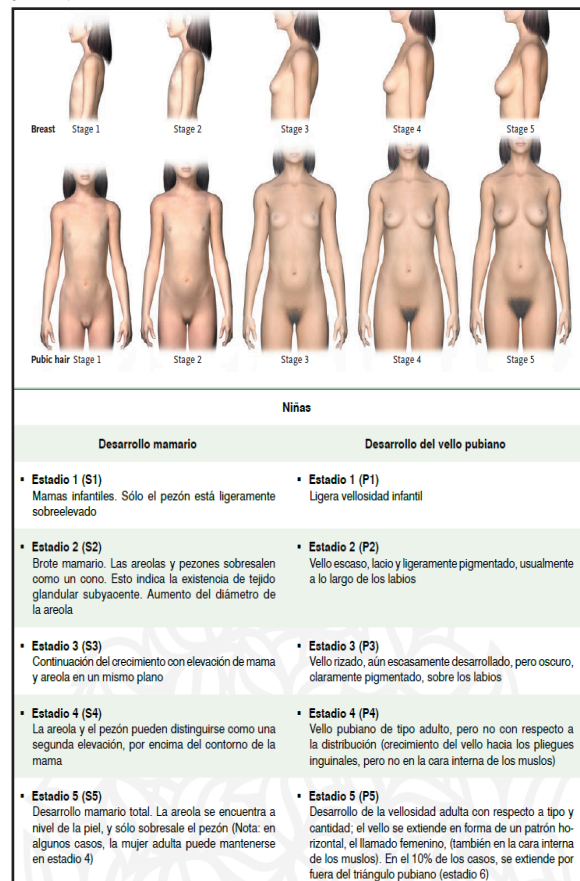 Breast Stage 1 Stage 2 Stage 3 Stage 4 Stage 5
Pubic hair Stage 1 Stage 2 Stage 3 Stage 4 Stage 5
Niñas
Desarrollo mamario
▪ Estadio 1 (S1)
Mamas infantiles. Sólo el pezón está ligeramente
sobreelevado
▪ Estadio 2 (S2)
Brote mamario. Las areolas y pezones sobresalen
como un cono. Esto indica la existencia de tejido
glandular subyacente. Aumento del diámetro de
la areola
▪ Estadio 3 (S3)
Continuación del crecimiento con elevación de mama
y areola en un mismo plano
▪ Estadio 4 (S4)
La areola y el pezón pueden distinguirse como una
segunda elevación, por encima del contorno de la
mama
▪ Estadio 5 (S5)
Desarrollo mamario total. La areola se encuentra a
nivel de la piel, y sólo sobresale el pezón (Nota: en
algunos casos, la mujer adulta puede mantenerse
en estadio 4)
Desarrollo del vello pubiano
▪ Estadio 1 (P1)
Ligera vellosidad infantil
▪ Estadio 2 (P2)
Vello escaso, lacio y ligeramente pigmentado, usualmente
a lo largo de los labios
▪ Estadio 3 (P3)
Vello rizado, aún escasamente desarrollado, pero oscuro,
claramente pigmentado, sobre los labios
▪ Estadio 4 (P4)
Vello pubiano de tipo adulto, pero no con respecto a
la distribución (crecimiento del vello hacia los pliegues
inguinales, pero no en la cara interna de los muslos)
▪ Estadio 5 (P5)
Desarrollo de la vellosidad adulta con respecto a tipo y
cantidad; el vello se extiende en forma de un patrón ho-
rizontal, el llamado femenino, (también en la cara interna
de los muslos). En el 10% de los casos, se extiende por
fuera del triángulo pubiano (estadio 6)